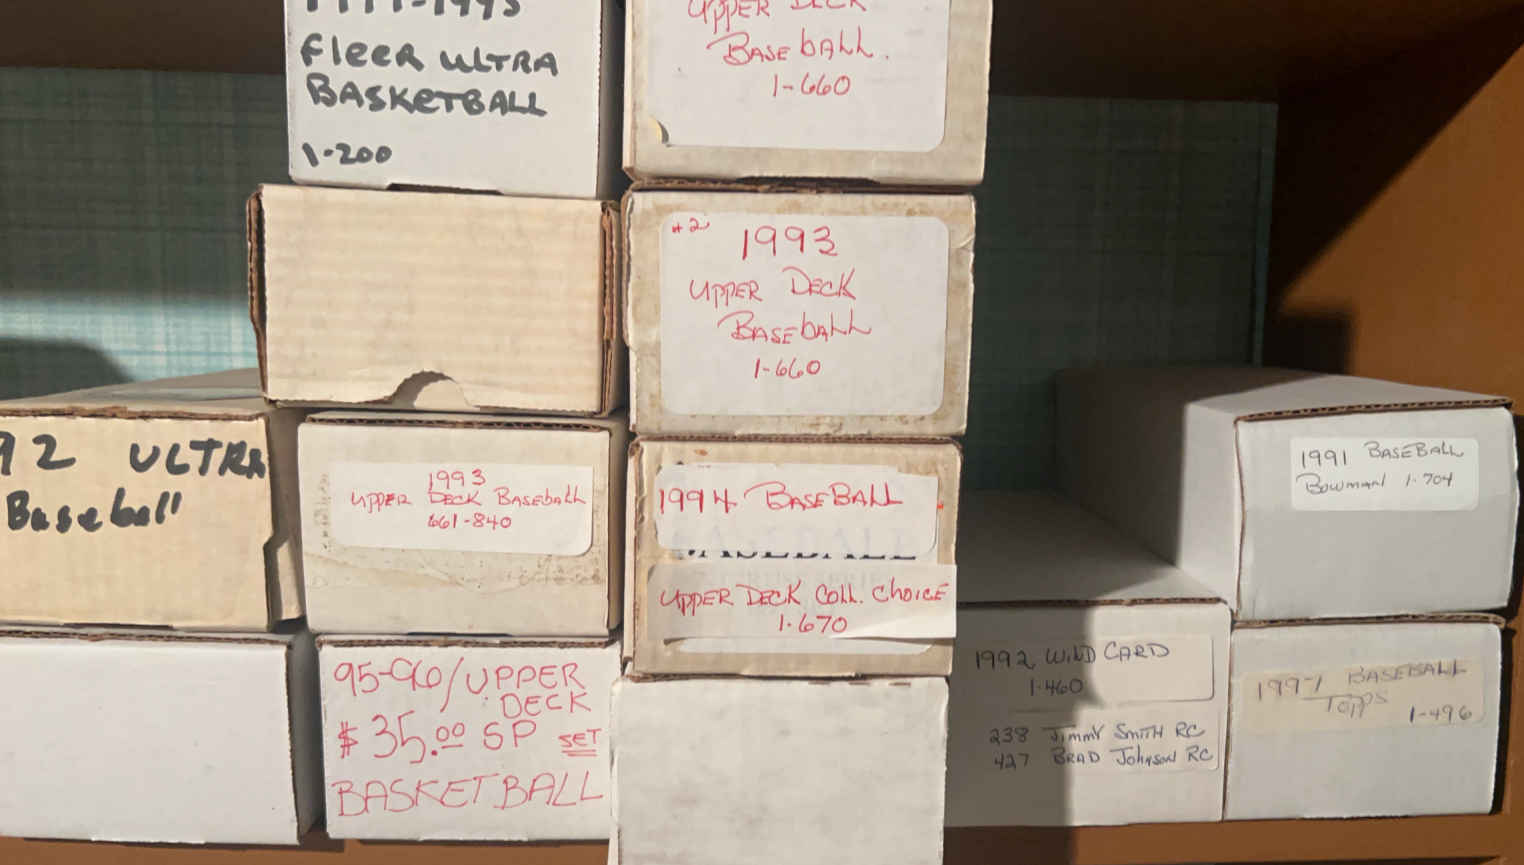 FLEER ULTRA
BASKETBALL
1-200
UPPER DECK
BASEBALL
1-660
#2
1993
UPPER DECK
BASEBALL
1-660
92 ULTRA
Baseball
1993
UPPER DECK BASEBALL
661-840
1994 BASEBALL
BASEBALL
UPPER DECK COLL. CHOICE
1-670
1991 BASEBALL
BOWMAN 1-704
95-96/UPPER
DECK
$35.00 SP SET
BASKETBALL
1992 WILD CARD
1-460
238 JIMMY SMITH RC
427 BRAD JOHNSON RC
1997 BASEBALL
TOPPS
1-496